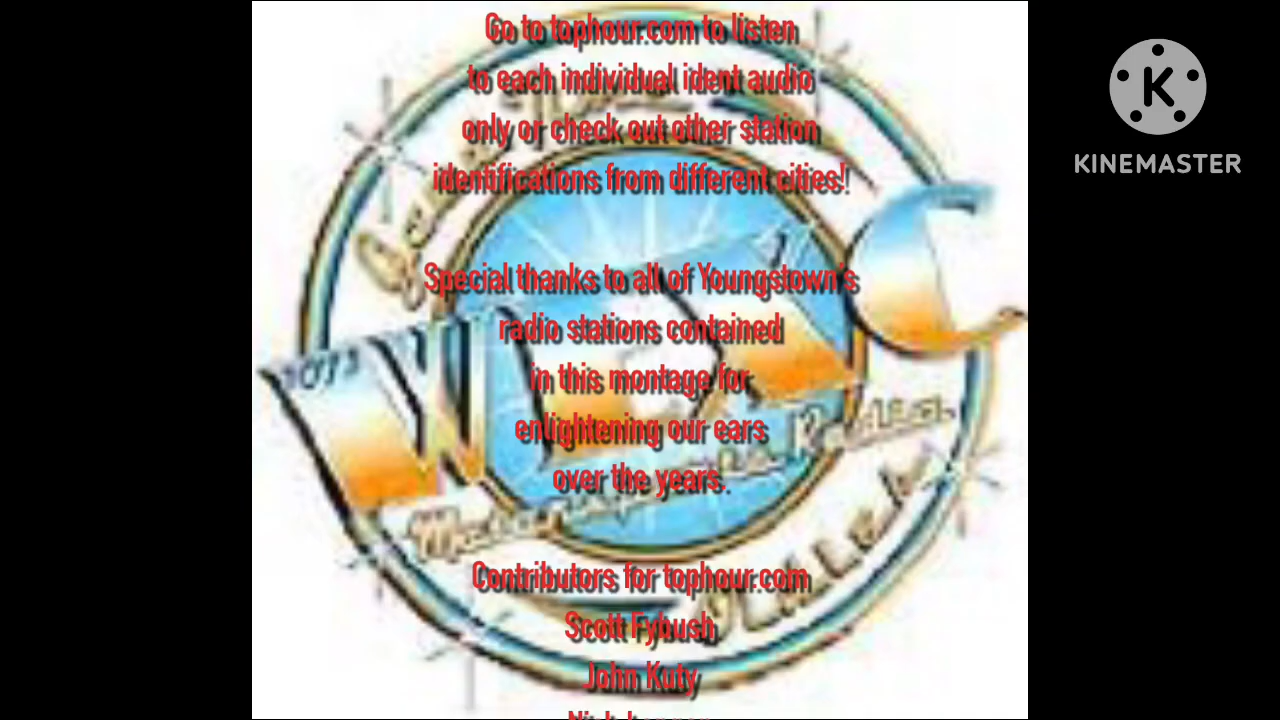 Go to tophour.com to listen
to each individual ident audio
only or check out other station
identifications from different cities!
Special thanks to all of Youngstown's
radio stations contained
in this montage for
enlightening our ears
over the years.
Contributors for tophour.com
Scott Fybush
John Kuty
K
KINEMASTER